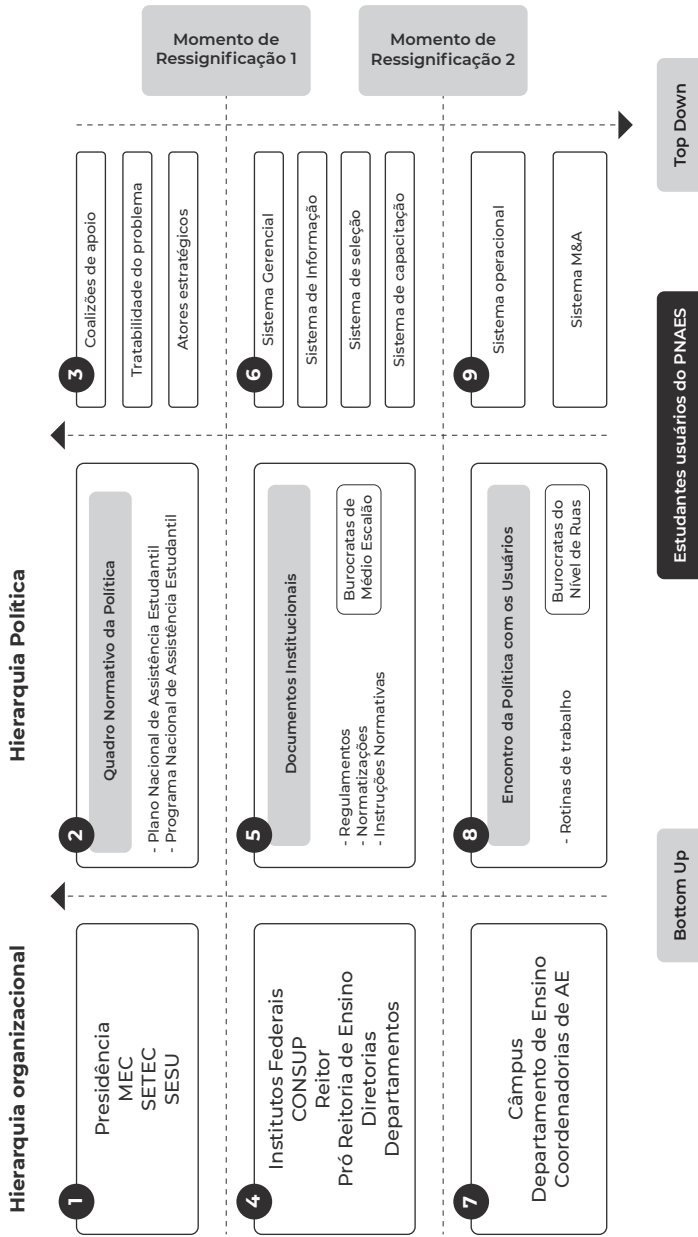 Hierarquia organizacional
Hierarquia Política
1
Presidência
MEC
SETEC
SESU
2
Quadro Normativo da Política
- Plano Nacional de Assistência Estudantil
- Programa Nacional de Assistência Estudantil
3
Coalizões de apoio
Tratabilidade do problema
Atores estratégicos
Momento de
Ressignificação 1
4
Institutos Federais
CONSUP
Reitor
Pró Reitoria de Ensino
Diretorias
Departamentos
5
Documentos Institucionais
- Regulamentos
- Normatizações
- Instruções Normativas
Burocratas de
Médio Escalão
6
Sistema Gerencial
Sistema de Informação
Sistema de seleção
Sistema de capacitação
Momento de
Ressignificação 2
7
Câmpus
Departamento de Ensino
Coordenadorias de AE
8
Encontro da Política com os Usuários
- Rotinas de trabalho
Burocratas do
Nível de Ruas
9
Sistema operacional
Sistema M&A
Bottom Up
Estudantes usuários do PNAES
Top Down